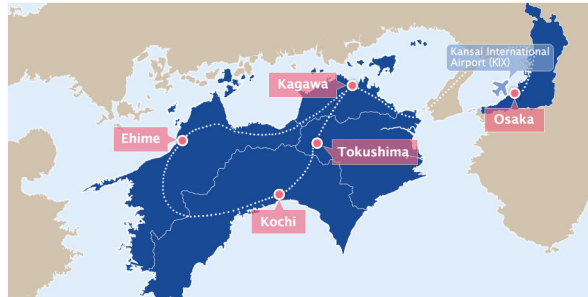 Kansai International
Airport (KIX)
Kagawa
Osaka
Ehime
Tokushima
Kochi